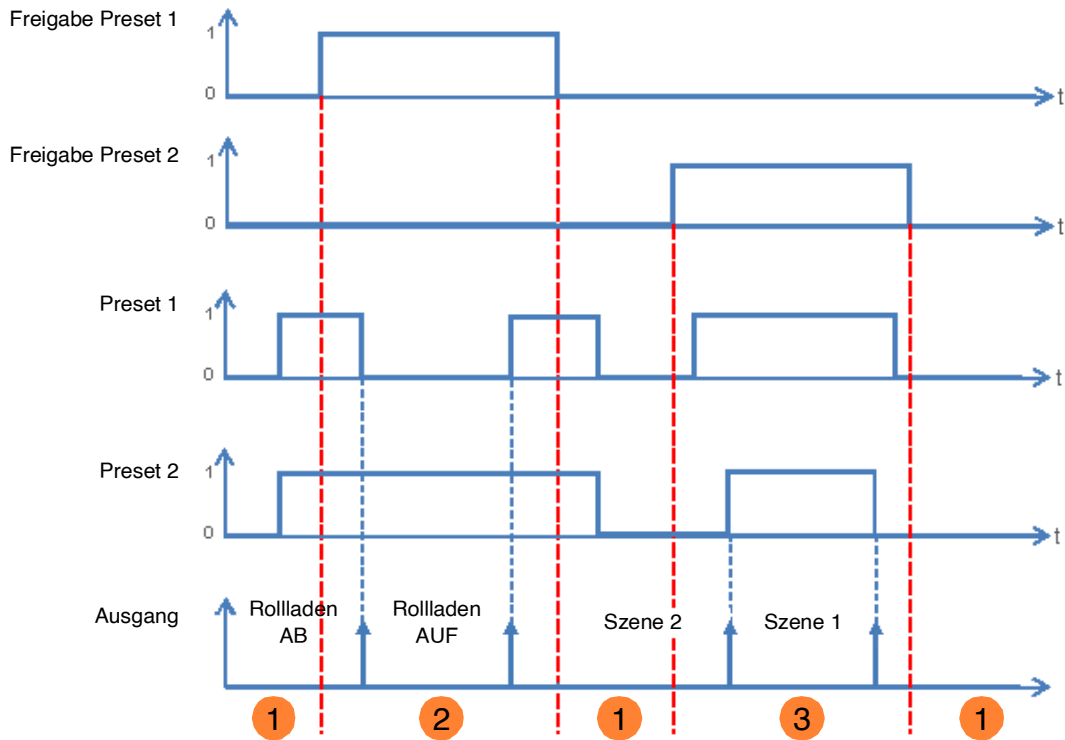 Freigabe Preset 1
1
0
t
Freigabe Preset 2
1
0
t
Preset 1
1
0
t
Preset 2
1
0
t
Ausgang
Rollladen
AB
Rollladen
AUF
Szene 2
Szene 1
1
2
1
3
1